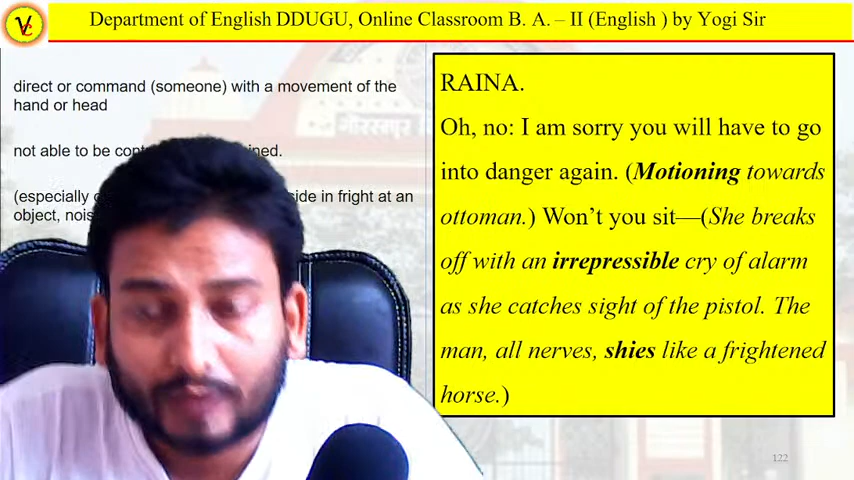 Department of English DDUGU, Online Classroom B. A. – II (English ) by Yogi Sir
direct or command (someone) with a movement of the
hand or head
not able to be
(especially
side in fright at an
object,
RAINA.
Oh, no: I am sorry you will have to go
into danger again. (Motioning towards
ottoman.) Won’t you sit—(She breaks
off with an irrepressible cry of alarm
as she catches sight of the pistol. The
man, all nerves, shies like a frightened
horse.)
122